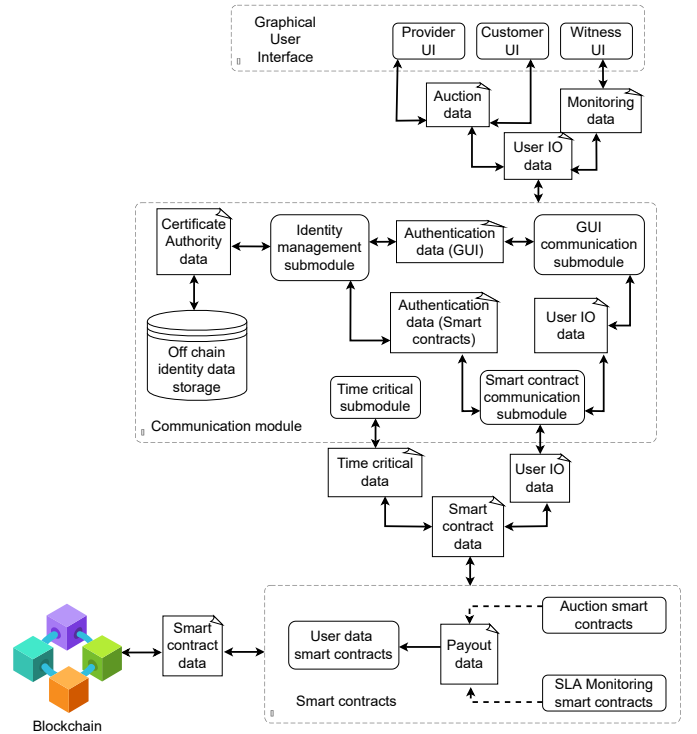 Graphical
User
Interface
Provider
UI
Customer
UI
Witness
UI
Auction
data
Monitoring
data
User IO
data
Certificate
Authority
data
Identity
management
submodule
Authentication
data (GUI)
GUI
communication
submodule
Authentication
data (Smart
contracts)
User IO
data
Off chain
identity data
storage
Time critical
submodule
Smart contract
communication
submodule
Communication module
Time critical
data
User IO
data
Smart
contract
data
Auction smart
contracts
Smart
contract
data
User data
smart contracts
Payout
data
SLA Monitoring
smart contracts
Smart contracts
Blockchain